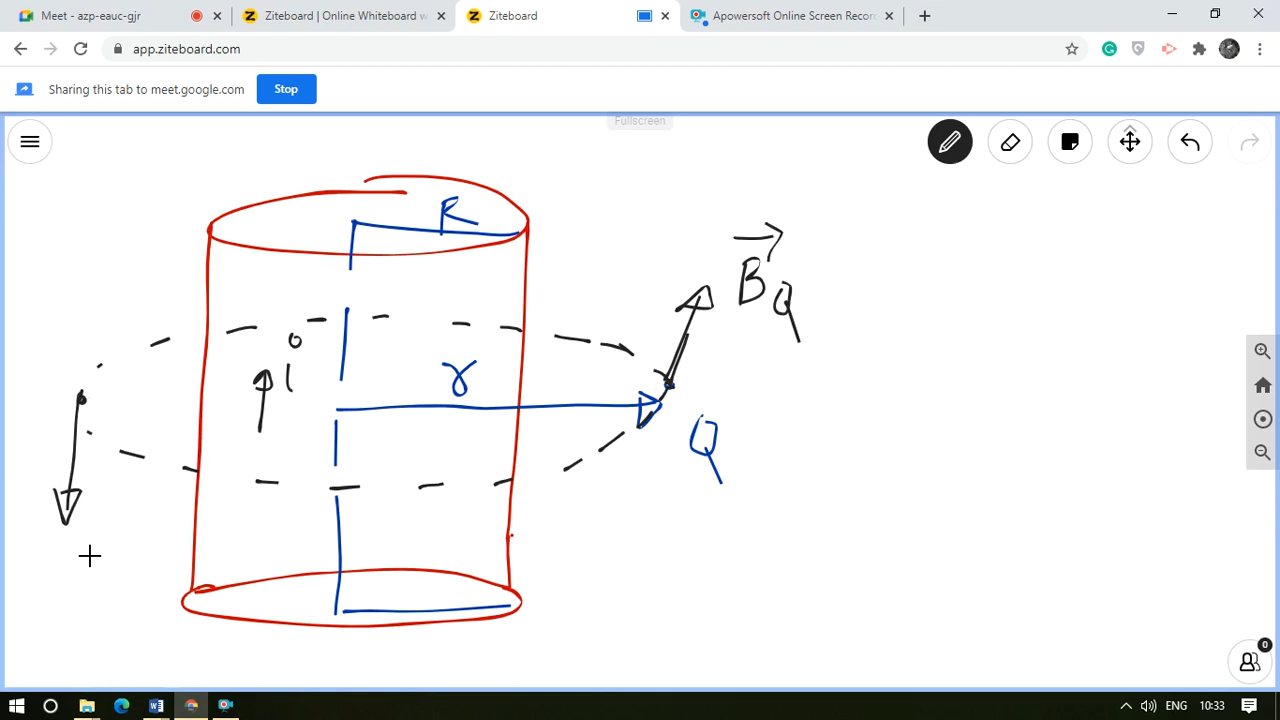 Meet - azp-eauc-gjr
Ziteboard | Online Whiteboard w
Ziteboard
Apowersoft Online Screen Recor
app.ziteboard.com
Sharing this tab to meet.google.com
Stop
Fullscreen
R
B
Q
i
r
Q
0
ENG
10:33